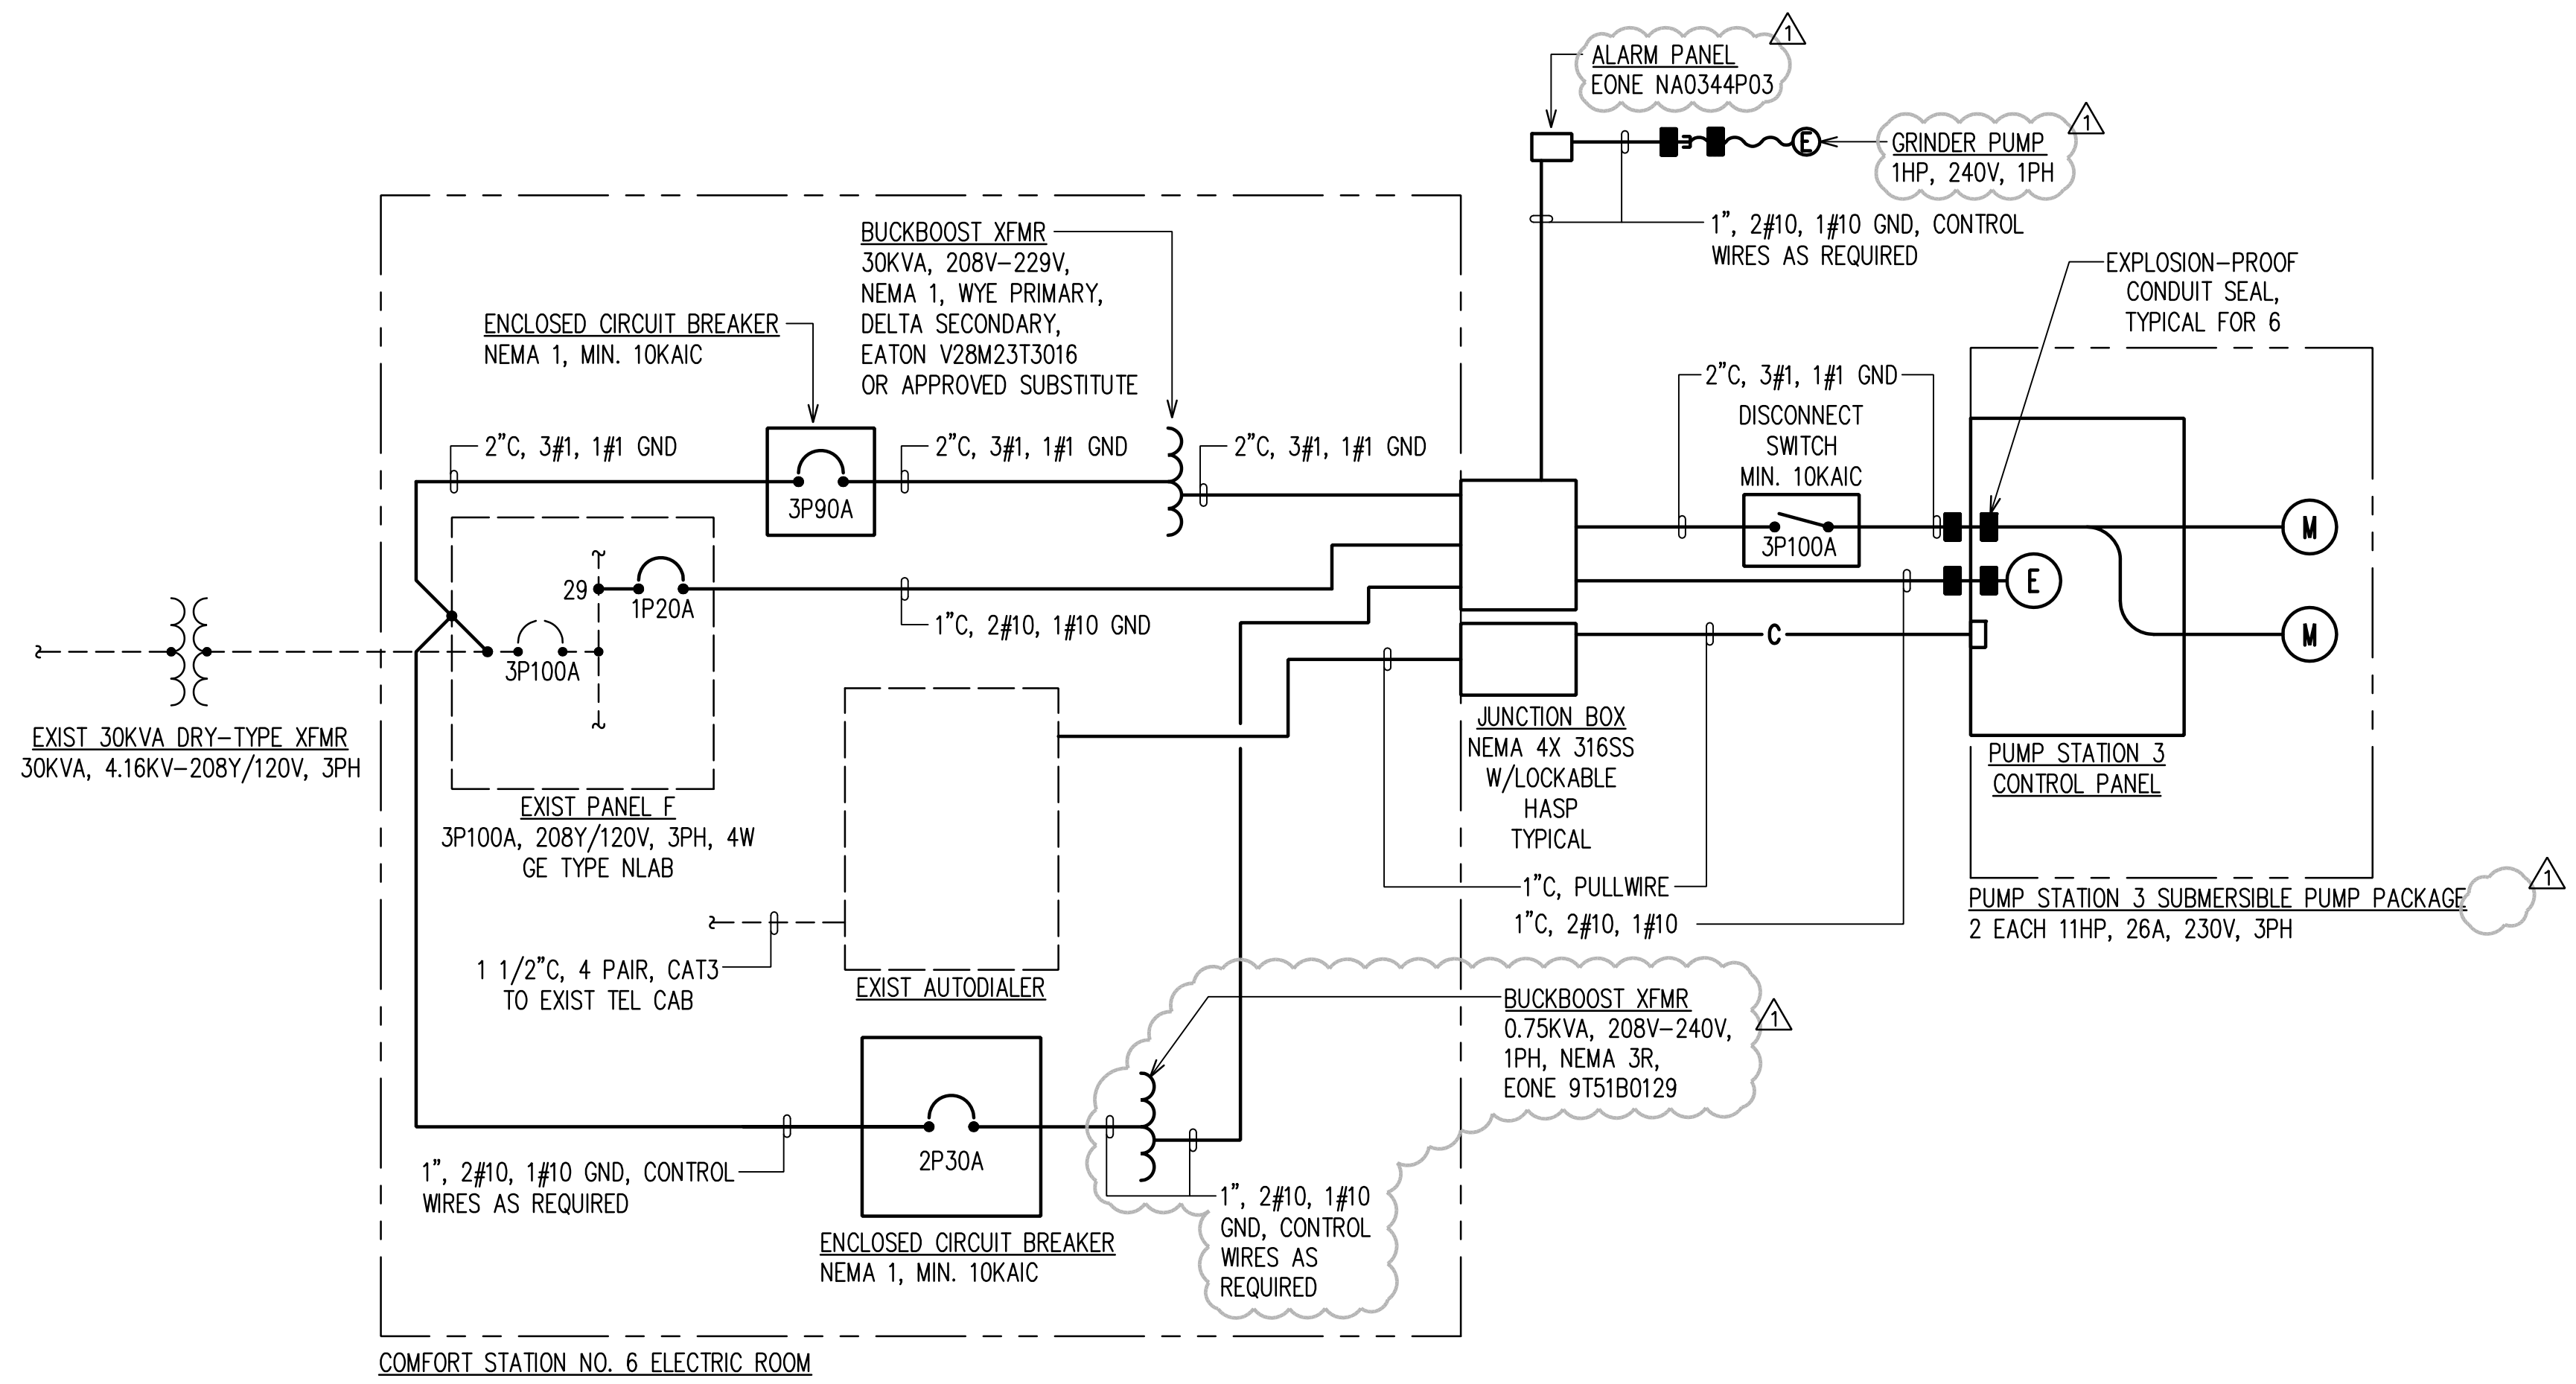 1
ALARM PANEL
EONE NA0344P03
1
GRINDER PUMP
1HP, 240V, 1PH
E
1", 2#10, 1#10 GND, CONTROL
WIRES AS REQUIRED
BUCKBOOST XFMR
30KVA, 208V-229V,
NEMA 1, WYE PRIMARY,
DELTA SECONDARY,
EATON V28M23T3016
OR APPROVED SUBSTITUTE
ENCLOSED CIRCUIT BREAKER
NEMA 1, MIN. 10KAIC
EXPLOSION-PROOF
CONDUIT SEAL,
TYPICAL FOR 6
2"C, 3#1, 1#1 GND
DISCONNECT
SWITCH
MIN. 10KAIC
3P100A
2"C, 3#1, 1#1 GND
3P90A
2"C, 3#1, 1#1 GND
2"C, 3#1, 1#1 GND
M
E
M
C
29
1P20A
3P100A
1"C, 2#10, 1#10 GND
EXIST 30KVA DRY-TYPE XFMR
30KVA, 4.16KV-208Y/120V, 3PH
EXIST PANEL F
3P100A, 208Y/120V, 3PH, 4W
GE TYPE NLAB
JUNCTION BOX
NEMA 4X 316SS
W/LOCKABLE
HASP
TYPICAL
PUMP STATION 3
CONTROL PANEL
1"C, PULLWIRE
1"C, 2#10, 1#10
1
PUMP STATION 3 SUBMERSIBLE PUMP PACKAGE
2 EACH 11HP, 26A, 230V, 3PH
1 1/2"C, 4 PAIR, CAT3
TO EXIST TEL CAB
EXIST AUTODIALER
BUCKBOOST XFMR
0.75KVA, 208V-240V,
1PH, NEMA 3R,
EONE 9T51B0129
1
2P30A
1", 2#10, 1#10 GND, CONTROL
WIRES AS REQUIRED
1", 2#10, 1#10
GND, CONTROL
WIRES AS
REQUIRED
ENCLOSED CIRCUIT BREAKER
NEMA 1, MIN. 10KAIC
COMFORT STATION NO. 6 ELECTRIC ROOM